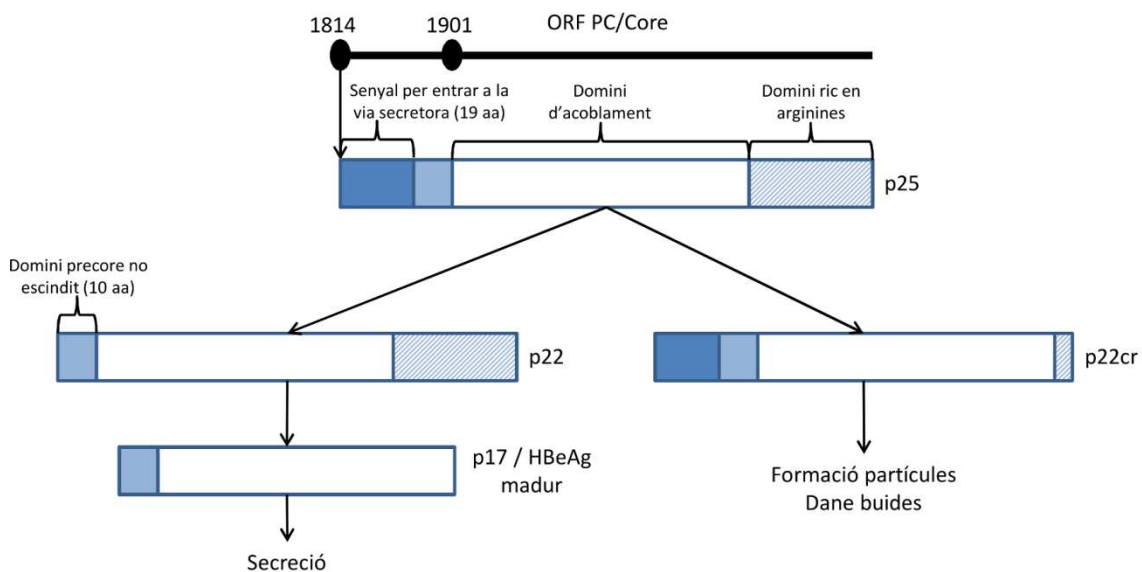 1814
1901
ORF PC/Core
Senyal per entrar a la
via secretora (19 aa)
Domini
d'acoblament
Domini ric en
arginines
p25
Domini precore no
escindit (10 aa)
p22
p22cr
p17 / HBeAg
madur
Formació partícules
Dane buides
Secreció